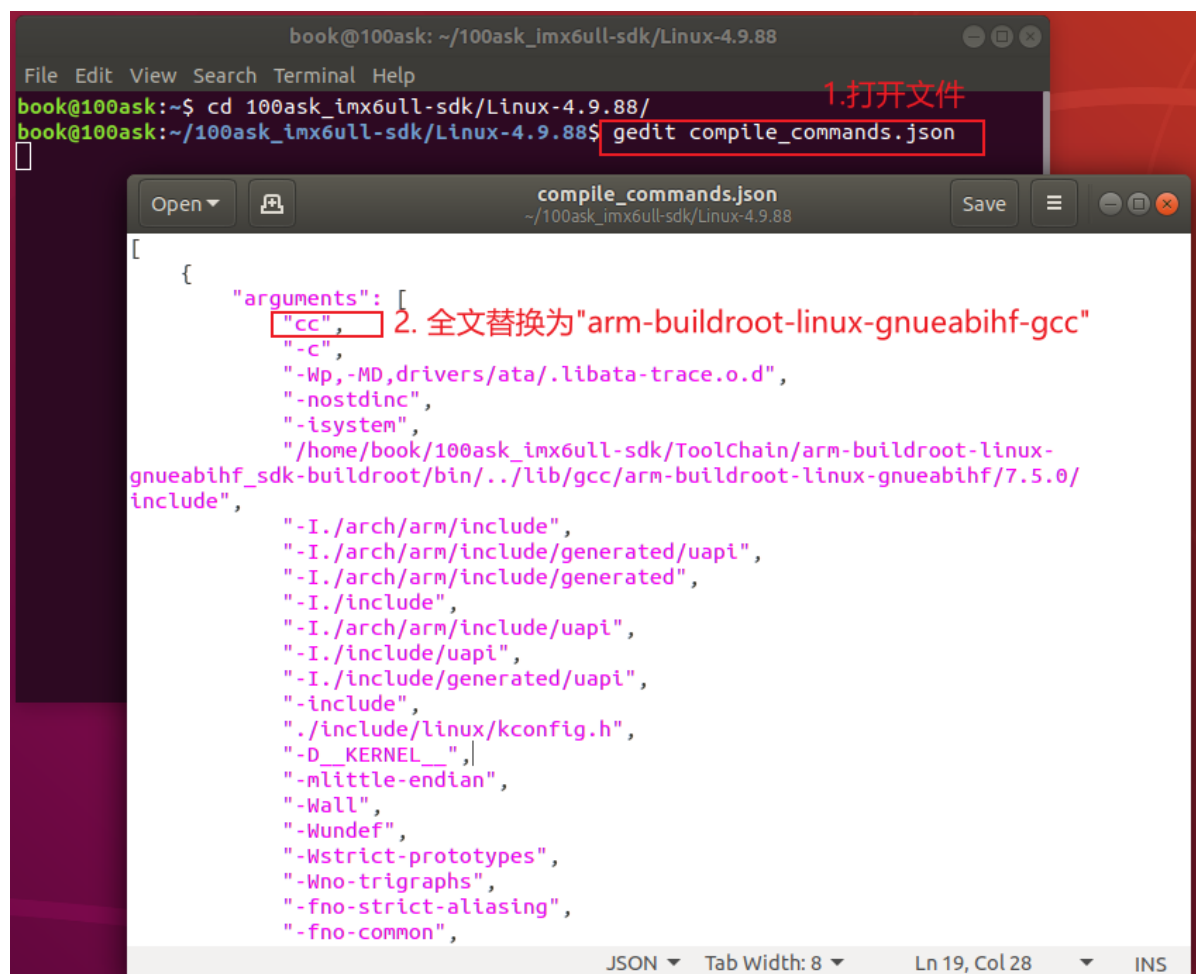 book@100ask: ~/100ask_imx6ull-sdk/Linux-4.9.88
File Edit View Search Terminal Help
1.打开文件
book@100ask:~$ cd 100ask_imx6ull-sdk/Linux-4.9.88/
book@100ask:~/100ask_imx6ull-sdk/Linux-4.9.88$ gedit compile_commands.json
Open
compile_commands.json
~/100ask_imx6ull-sdk/Linux-4.9.88
Save
[
{
"arguments": [
"cc", 2. 全文替换为"arm-buildroot-linux-gnueabihf-gcc"
"-c",
"-Wp,-MD,drivers/ata/.libata-trace.o.d",
"-nostdinc",
"-isystem",
"/home/book/100ask_imx6ull-sdk/ToolChain/arm-buildroot-linux-
gnueabihf_sdk-buildroot/bin/../lib/gcc/arm-buildroot-linux-gnueabihf/7.5.0/
include",
"-I./arch/arm/include",
"-I./arch/arm/include/generated/uapi",
"-I./arch/arm/include/generated",
"-I./include",
"-I./arch/arm/include/uapi",
"-I./include/uapi",
"-I./include/generated/uapi",
"-include",
"./include/linux/kconfig.h",
"-D__KERNEL__",
"-mlittle-endian",
"-Wall",
"-Wundef",
"-Wstrict-prototypes",
"-Wno-trigraphs",
"-fno-strict-aliasing",
"-fno-common",
JSON Tab Width: 8 Ln 19, Col 28 INS